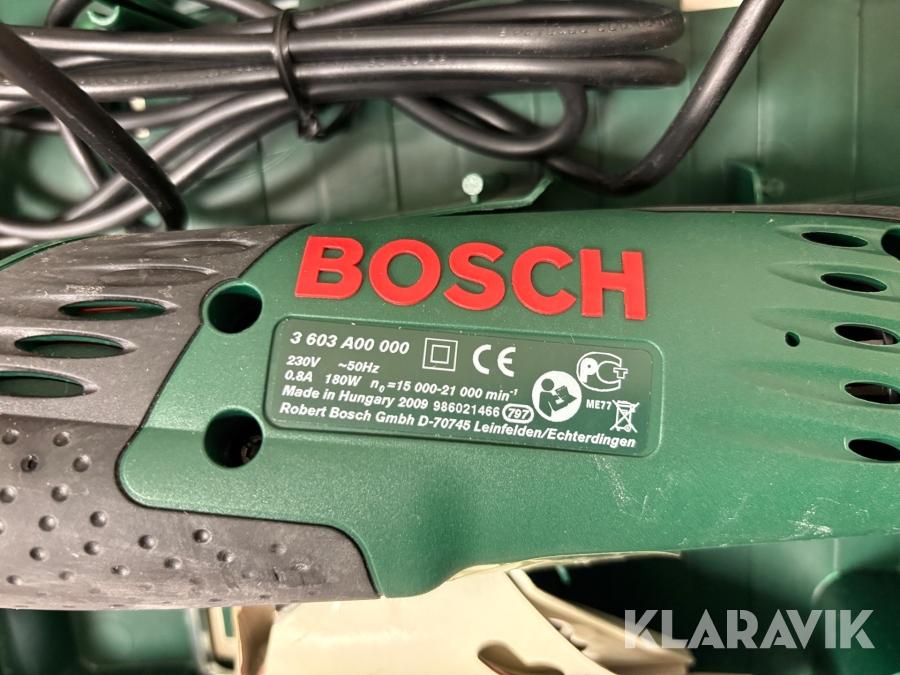 BOSCH
3 603 A00 000
CE
230V ~50Hz
0.8A 180W n₀=15 000-21 000 min⁻¹
Made in Hungary 2009 986021466 797
ME77
Robert Bosch Gmbh D-70745 Leinfelden/Echterdingen
KLARAVIK